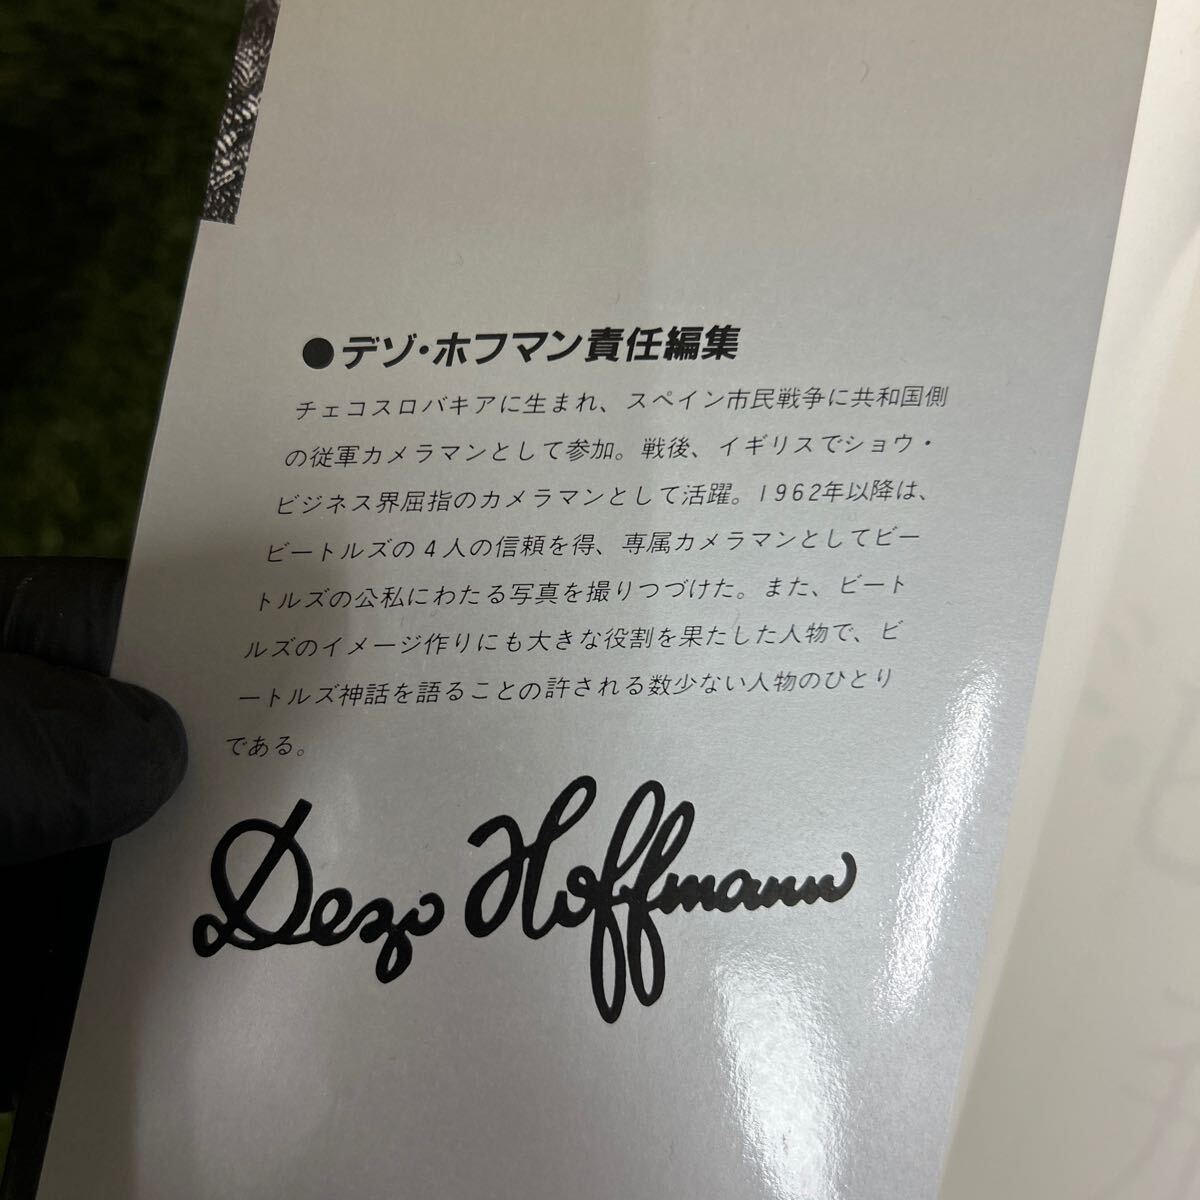 ●デゾ・ホフマン責任編集
チェコスロバキアに生まれ、スペイン市民戦争に共和国側
の従軍カメラマンとして参加。戦後、イギリスでショウ・
ビジネス界屈指のカメラマンとして活躍。1962年以降は、
ビートルズの4人の信頼を得、専属カメラマンとしてビー
トルズの公私にわたる写真を撮りつづけた。また、ビート
ルズのイメージ作りにも大きな役割を果たした人物で、ビ
ートルズ神話を語ることの許される数少ない人物のひとり
である。
Dezo Hoffmann